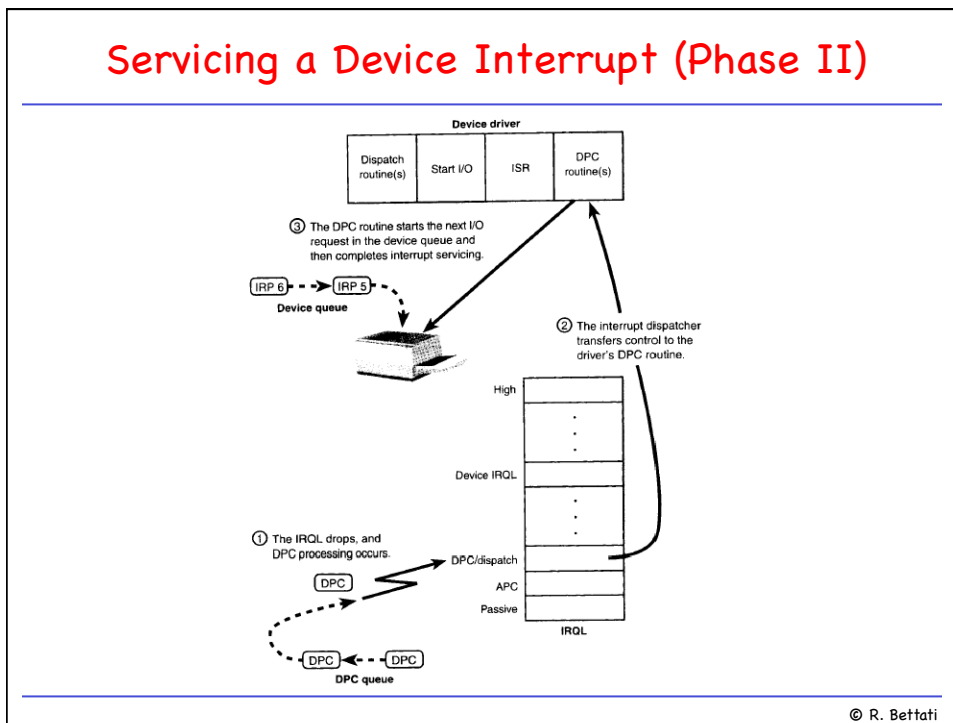 Servicing a Device Interrupt (Phase II)
Device driver
Dispatch
routine(s)
Start I/O
ISR
DPC
routine(s)
③ The DPC routine starts the next I/O
request in the device queue and
then completes interrupt servicing.
IRP 6
IRP 5
Device queue
② The interrupt dispatcher
transfers control to the
driver's DPC routine.
High
Device IRQL
① The IRQL drops, and
DPC processing occurs.
DPC/dispatch
DPC
APC
Passive
IRQL
DPC
DPC
DPC queue
© R. Bettati